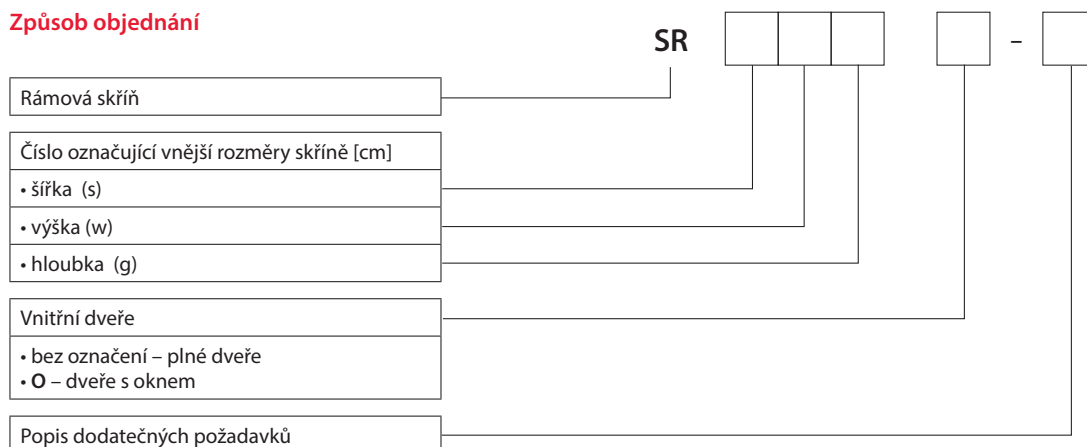 Způsob objednání
SR –
Rámová skříň
Číslo označující vnější rozměry skříně [cm]
• šířka (s)
• výška (w)
• hloubka (g)
Vnitřní dveře
• bez označení – plné dveře
• O – dveře s oknem
Popis dodatečných požadavků